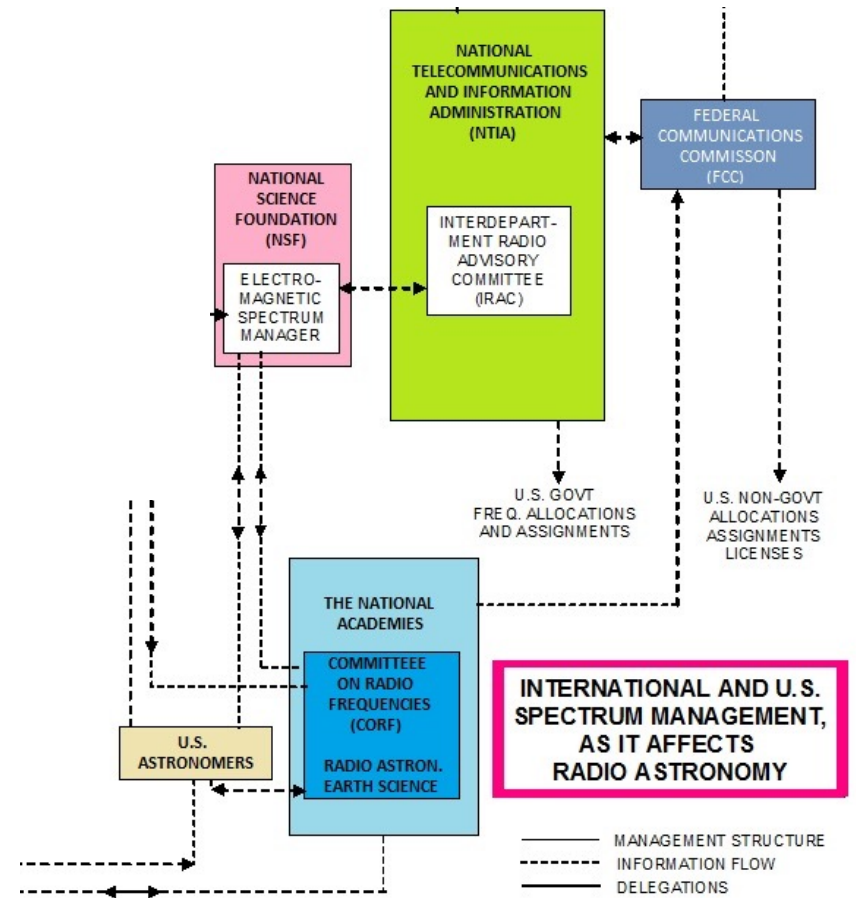 NATIONAL
TELECOMMUNICATIONS
AND INFORMATION
ADMINISTRATION
(NTIA)
FEDERAL
COMMUNICATIONS
COMMISSON
(FCC)
NATIONAL
SCIENCE
FOUNDATION
(NSF)
INTERDEPART-
MENT RADIO
ADVISORY
COMMITTEE
(IRAC)
ELECTRO-
MAGNETIC
SPECTRUM
MANAGER
U.S. GOVT
FREQ. ALLOCATIONS
AND ASSIGNMENTS
U.S. NON-GOVT
ALLOCATIONS
ASSIGNMENTS
LICENSES
THE NATIONAL
ACADEMIES
COMMITTEEE
ON RADIO
FREQUENCIES
(CORF)
RADIO ASTRON.
EARTH SCIENCE
U.S.
ASTRONOMERS
INTERNATIONAL AND U.S.
SPECTRUM MANAGEMENT,
AS IT AFFECTS
RADIO ASTRONOMY
MANAGEMENT STRUCTURE
INFORMATION FLOW
DELEGATIONS